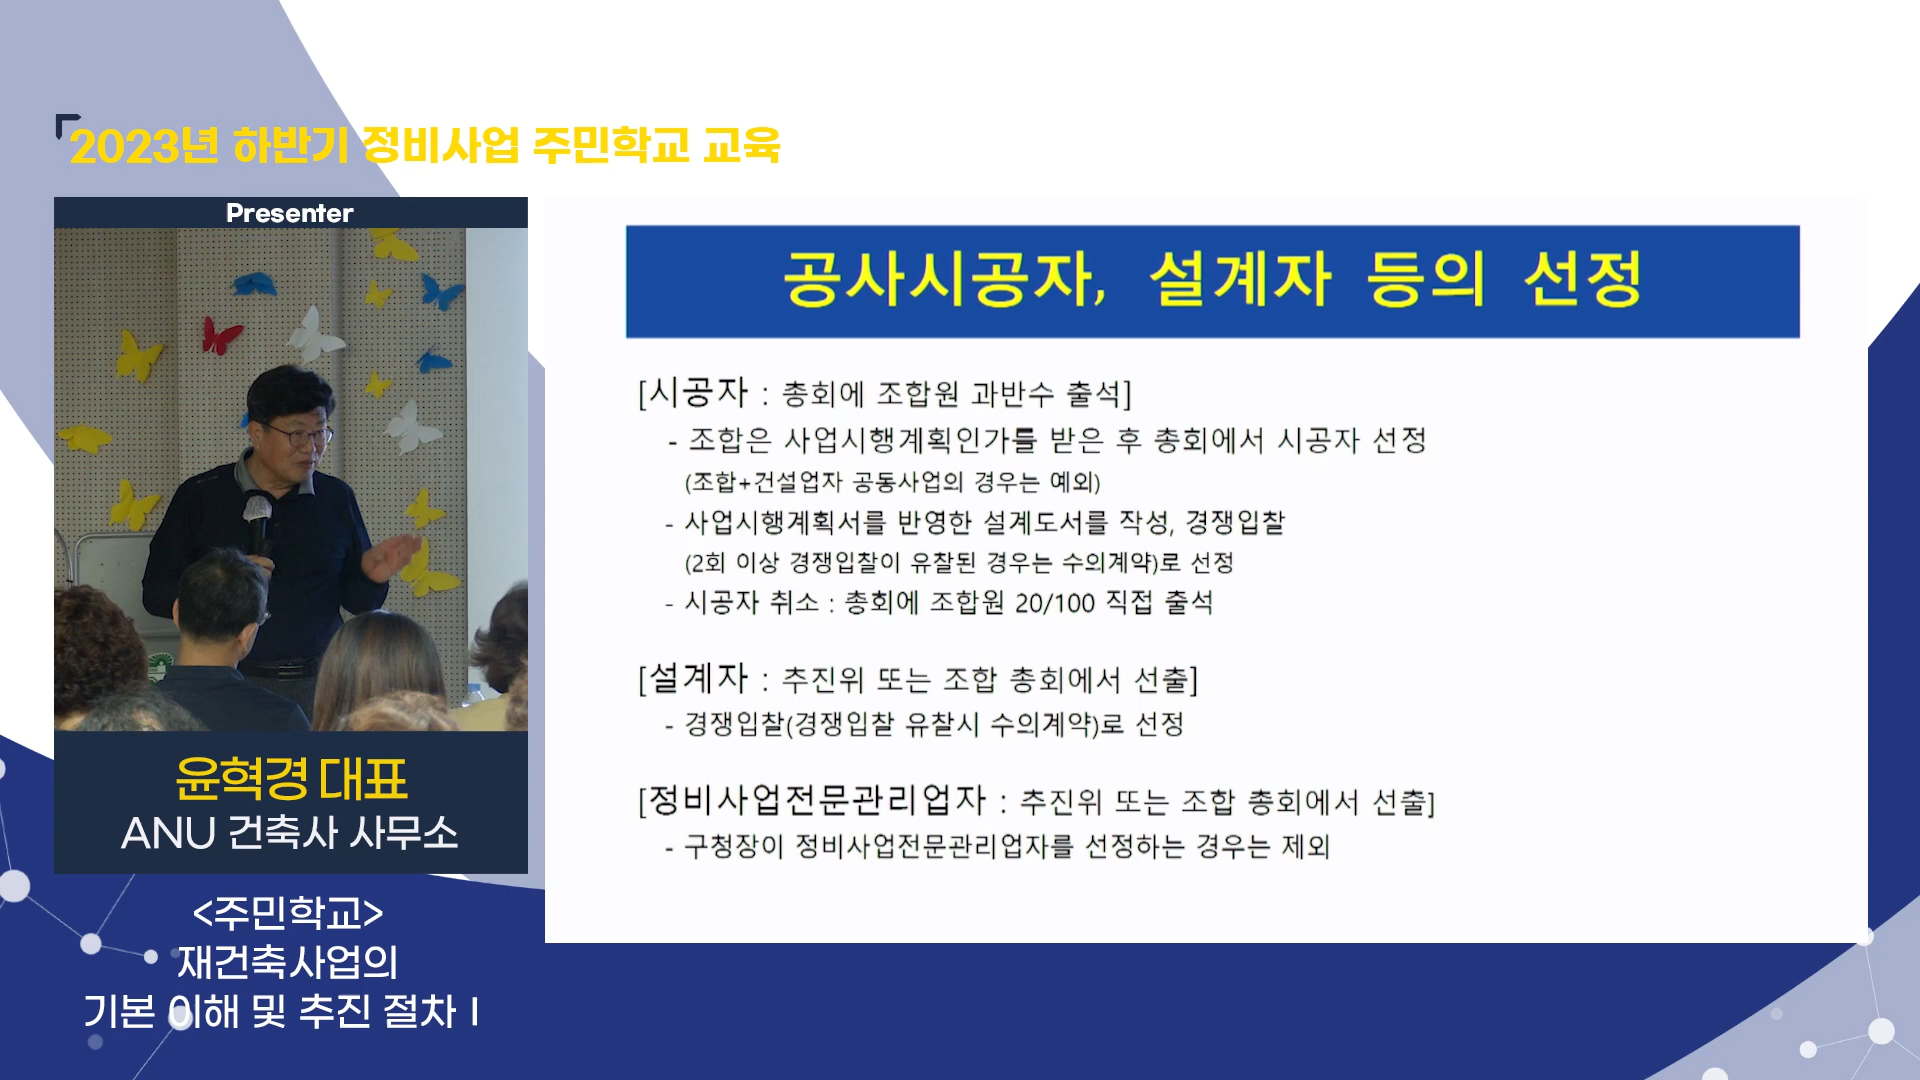 2023년 하반기 정비사업 주민학교 교육
Presenter
윤혁경 대표
ANU 건축사 사무소
<주민학교>
재건축사업의
기본 이해 및 추진 절차 I
공사시공자, 설계자 등의 선정
[시공자 : 총회에 조합원 과반수 출석]
- 조합은 사업시행계획인가를 받은 후 총회에서 시공자 선정
(조합+건설업자 공동사업의 경우는 예외)
- 사업시행계획서를 반영한 설계도서를 작성, 경쟁입찰
(2회 이상 경쟁입찰이 유찰된 경우는 수의계약)로 선정
- 시공자 취소 : 총회에 조합원 20/100 직접 출석
[설계자 : 추진위 또는 조합 총회에서 선출]
- 경쟁입찰(경쟁입찰 유찰시 수의계약)로 선정
[정비사업전문관리업자 : 추진위 또는 조합 총회에서 선출]
- 구청장이 정비사업전문관리업자를 선정하는 경우는 제외